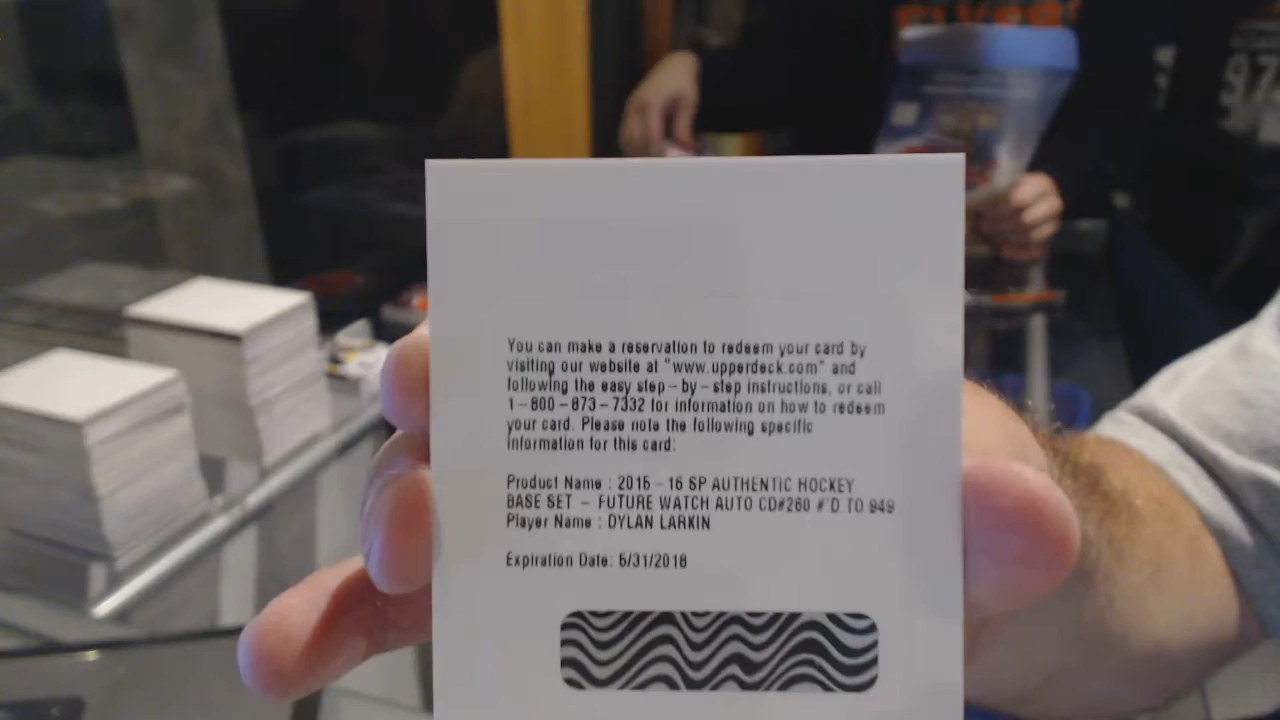 FLYERS
97
You can make a reservation to redeem your card by
visiting our website at "www.upperdeck.com" and
following the easy step-by-step instructions, or call
1-800-873-7332 for information on how to redeem
your card. Please note the following specific
information for this card:
Product Name : 2015-16 SP AUTHENTIC HOCKEY
BASE SET - FUTURE WATCH AUTO CD#260 #'D TO 949
Player Name : DYLAN LARKIN
Expiration Date: 5/31/2018